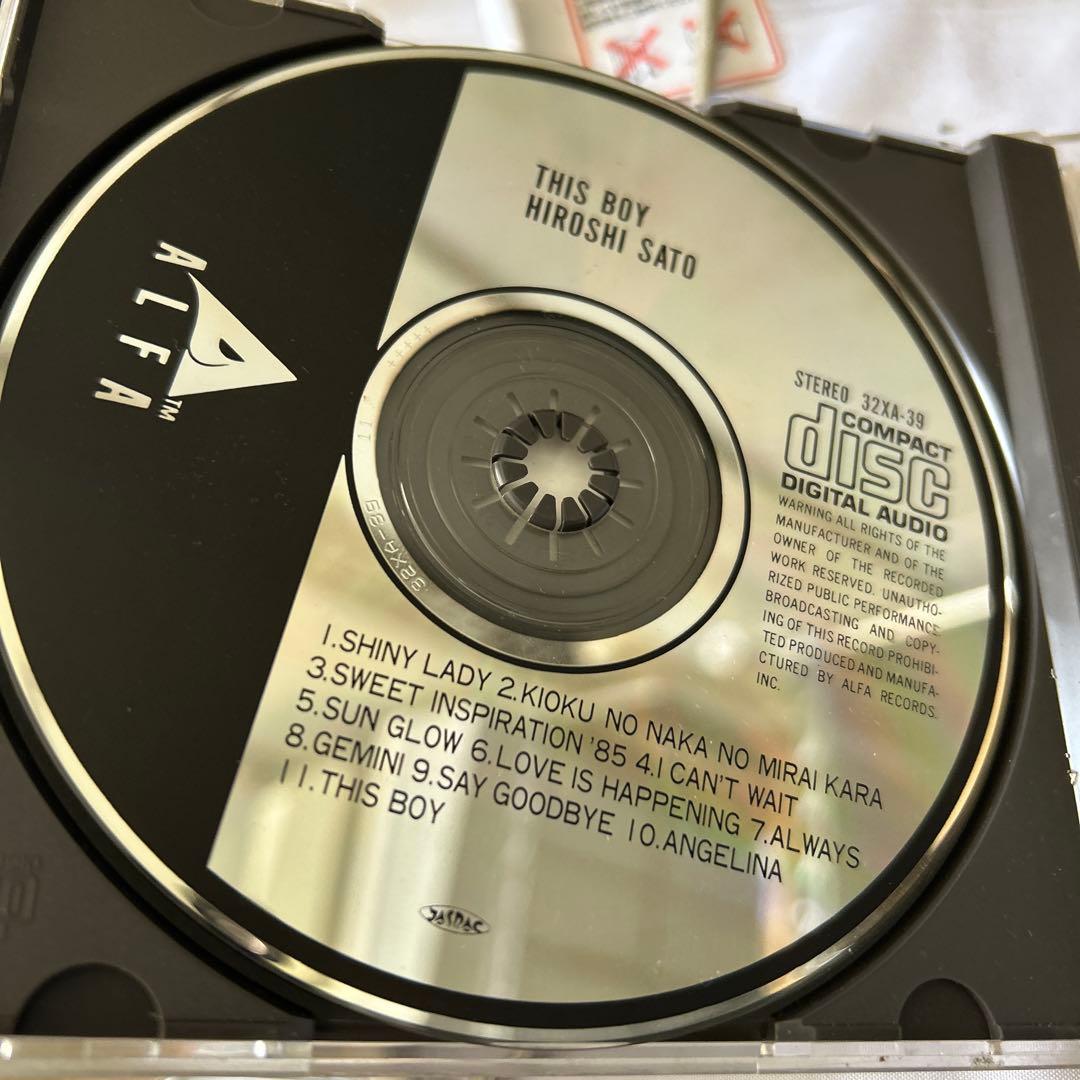 THIS BOY
HIROSHI SATO
ALFA
TM
STEREO 32XA-39
COMPACT
disc
DIGITAL AUDIO
WARNING ALL RIGHTS OF THE
MANUFACTURER AND OF THE
OWNER OF THE RECORDED
WORK RESERVED. UNAUTHO-
RIZED PUBLIC PERFORMANCE
BROADCASTING AND COPY-
ING OF THIS RECORD PROHIBI-
TED PRODUCED AND MANUFA-
CTURED BY ALFA RECORDS.
INC.
1.SHINY LADY 2.KIOKU NO NAKA NO MIRAI KARA
3.SWEET INSPIRATION '85 4.I CAN'T WAIT
5.SUN GLOW 6.LOVE IS HAPPENING 7.ALWAYS
8.GEMINI 9.SAY GOODBYE 10.ANGELINA
11.THIS BOY
JASRAC